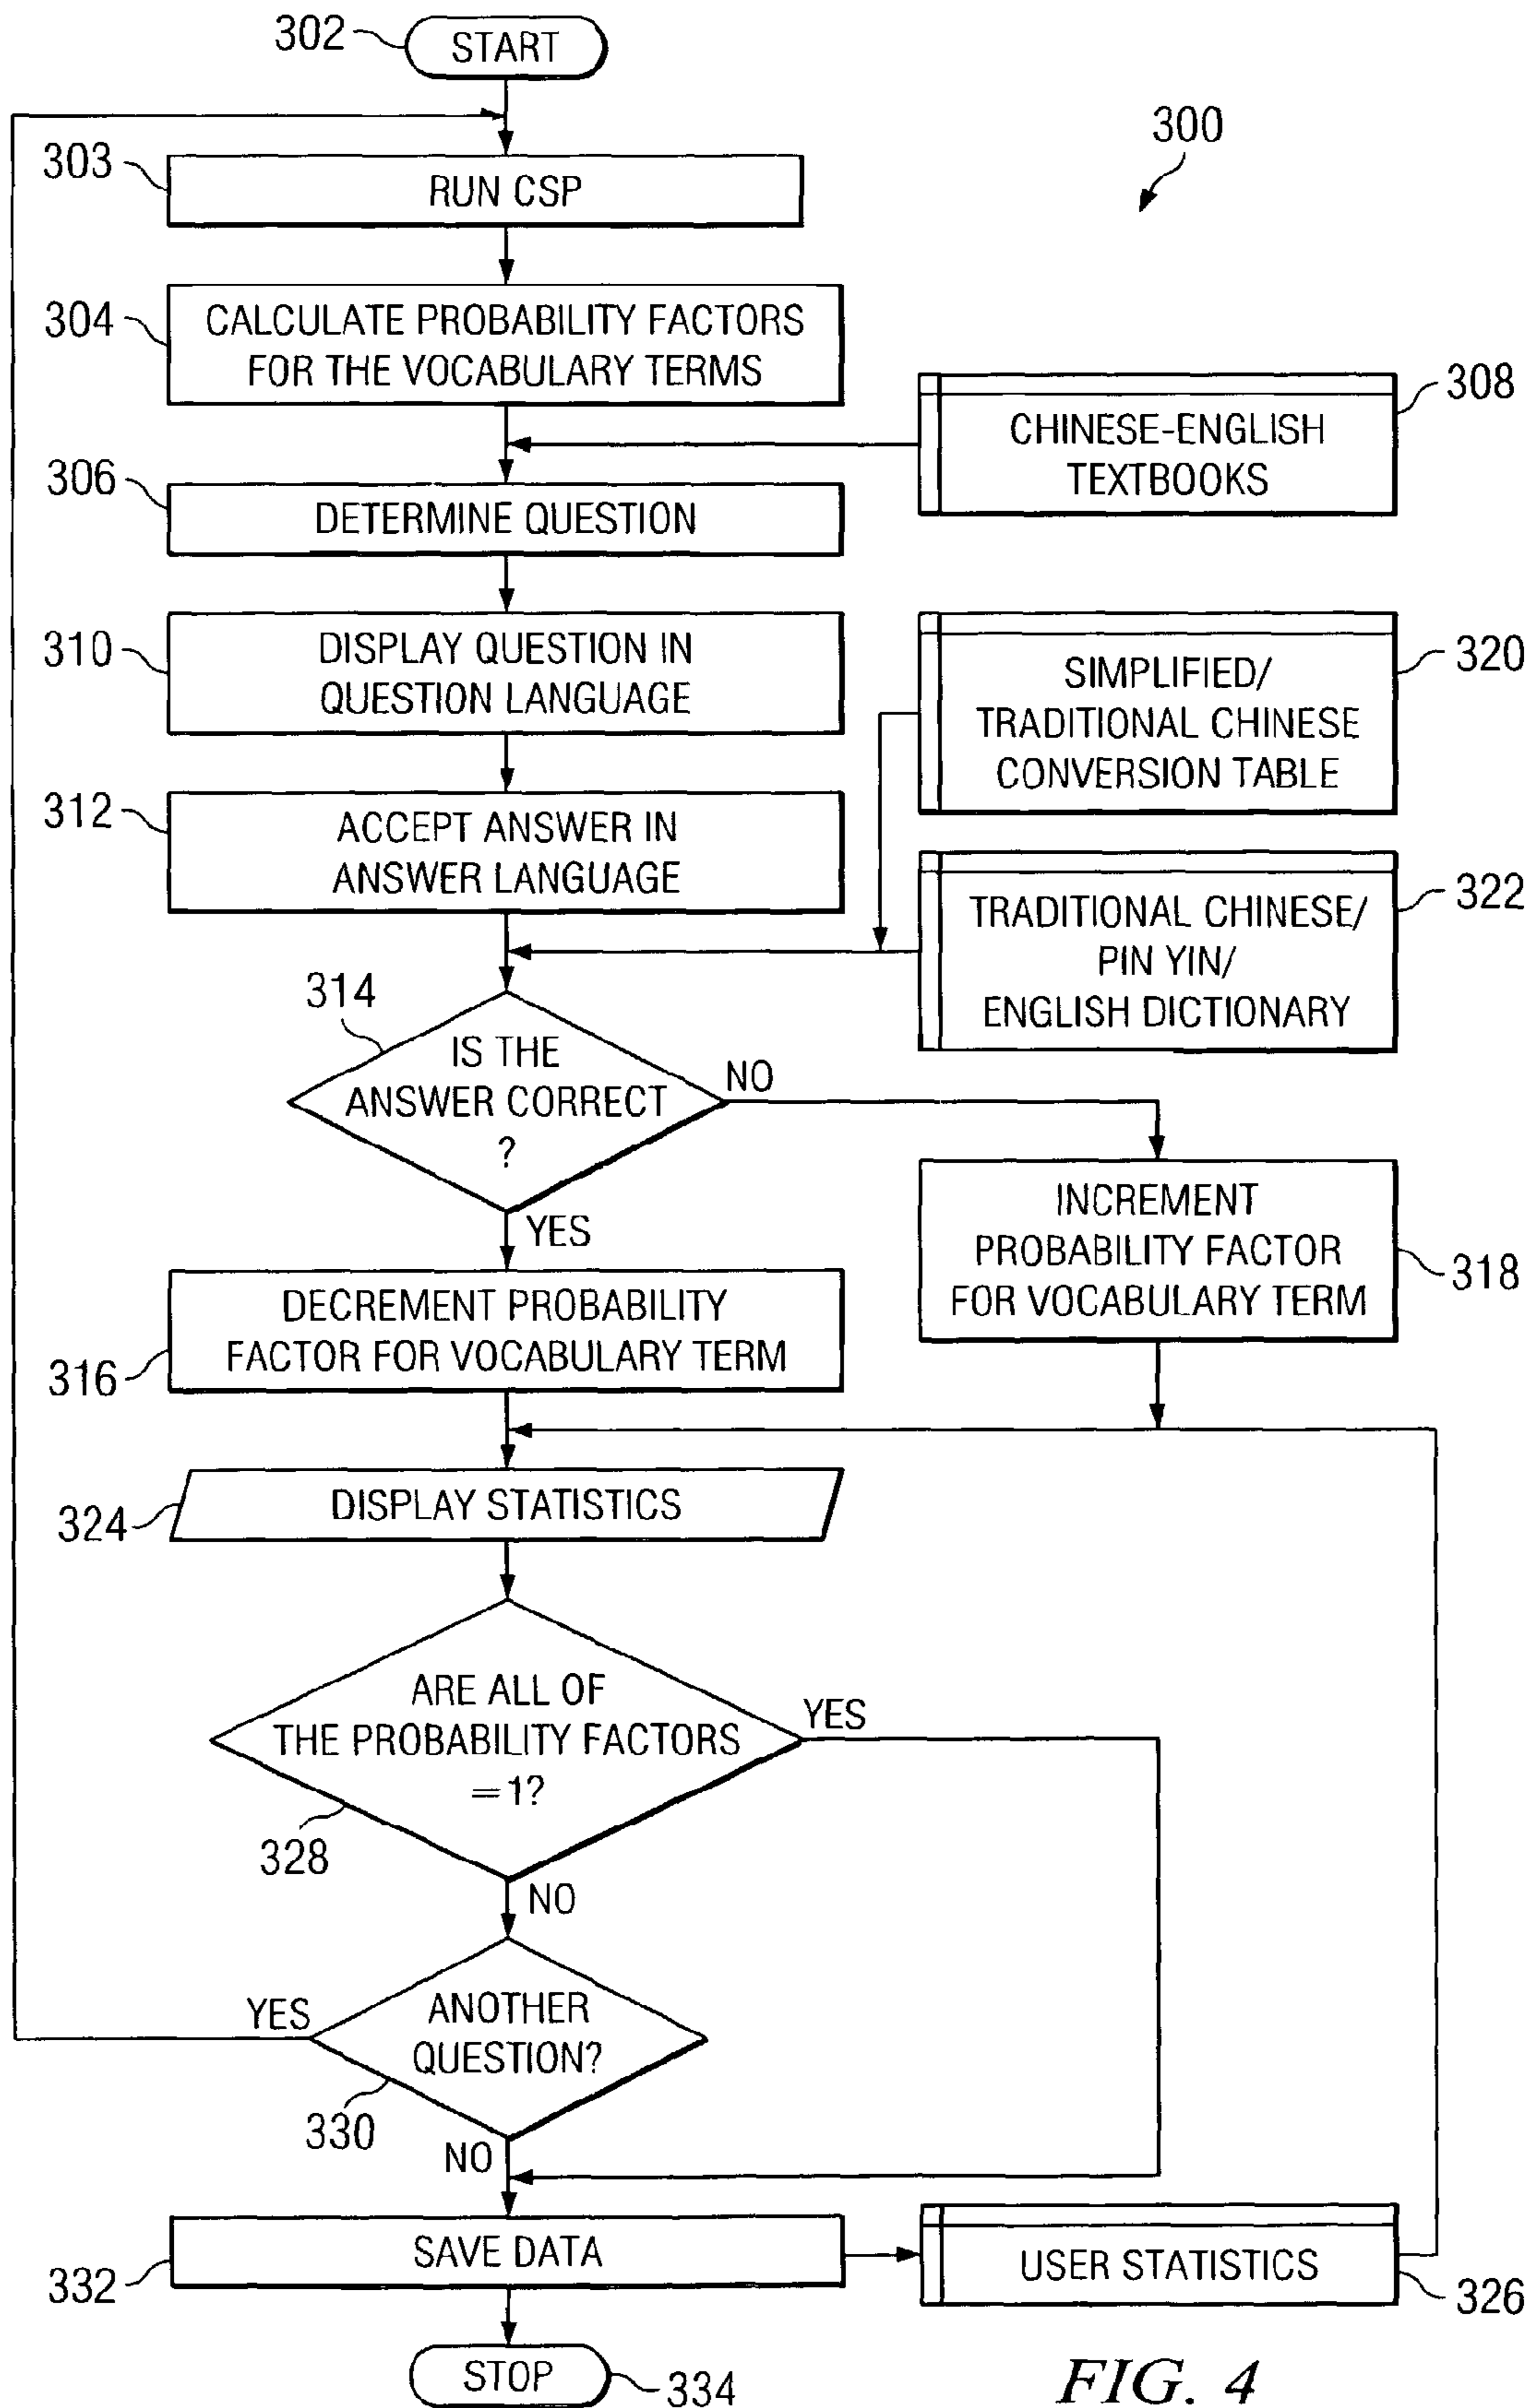 302
START
300
303
RUN CSP
304
CALCULATE PROBABILITY FACTORS
FOR THE VOCABULARY TERMS
308
CHINESE-ENGLISH
TEXTBOOKS
306
DETERMINE QUESTION
310
DISPLAY QUESTION IN
QUESTION LANGUAGE
320
SIMPLIFIED/
TRADITIONAL CHINESE
CONVERSION TABLE
312
ACCEPT ANSWER IN
ANSWER LANGUAGE
322
TRADITIONAL CHINESE/
PIN YIN/
ENGLISH DICTIONARY
314
IS THE
ANSWER CORRECT
?
NO
YES
INCREMENT
PROBABILITY FACTOR
FOR VOCABULARY TERM
318
DECREMENT PROBABILITY
FACTOR FOR VOCABULARY TERM
316
DISPLAY STATISTICS
324
ARE ALL OF
THE PROBABILITY FACTORS
=1?
YES
328
NO
ANOTHER
QUESTION?
YES
330
NO
SAVE DATA
332
USER STATISTICS
326
STOP
334
FIG. 4